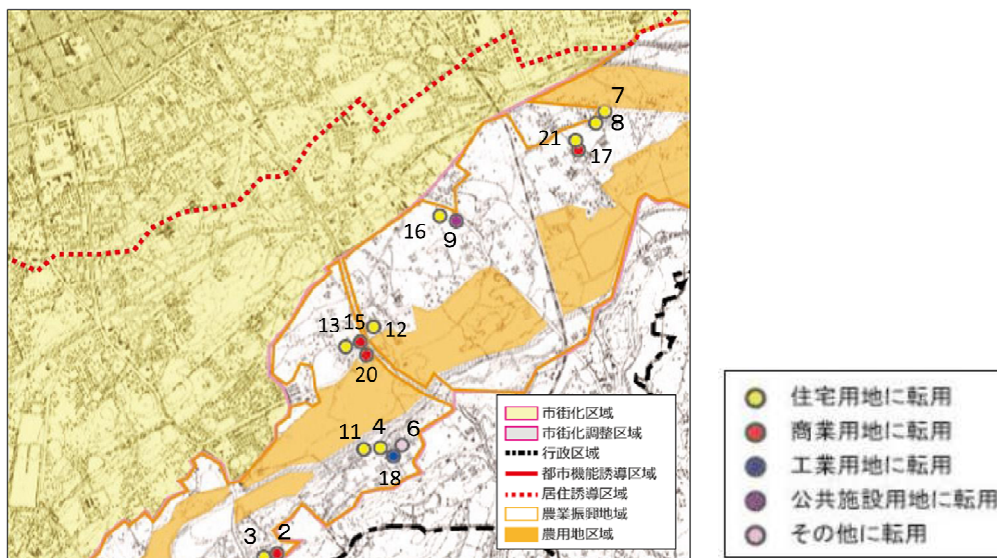 7
8
21
17
16
9
15
13
12
20
4
6
11
18
2
3
市街化区域
市街化調整区域
行政区域
都市機能誘導区域
居住誘導区域
農業振興地域
農用地区域
住宅用地に転用
商業用地に転用
工業用地に転用
公共施設用地に転用
その他に転用